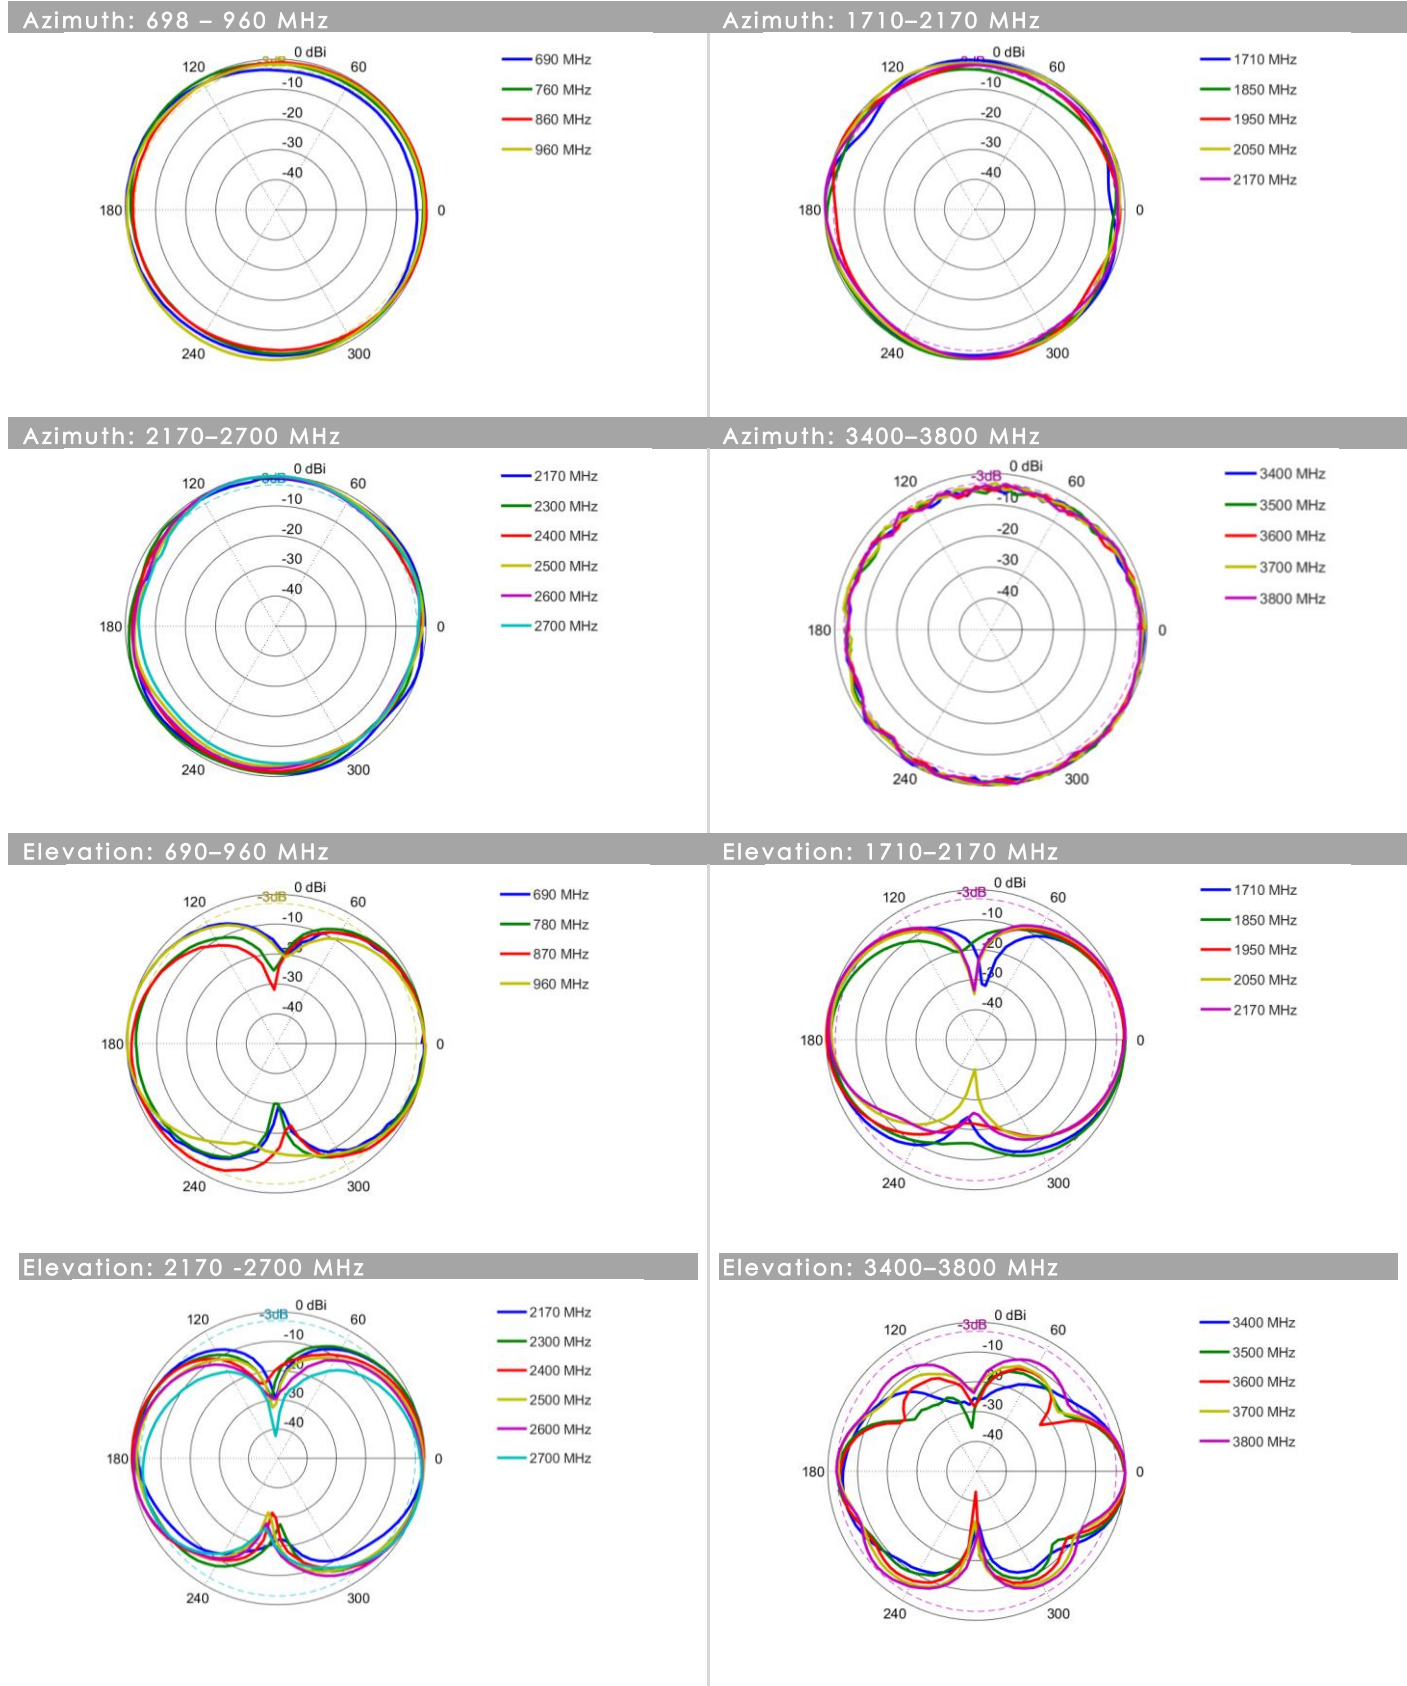 Azimuth: 698 – 960 MHz
0 dBi
-3dB
120
60
-10
-20
-30
-40
180
0
240
300
690 MHz
760 MHz
860 MHz
960 MHz
Azimuth: 1710–2170 MHz
0 dBi
-3dB
120
60
-10
-20
-30
-40
180
0
240
300
1710 MHz
1850 MHz
1950 MHz
2050 MHz
2170 MHz
Azimuth: 2170–2700 MHz
0 dBi
-3dB
120
60
-10
-20
-30
-40
180
0
240
300
2170 MHz
2300 MHz
2400 MHz
2500 MHz
2600 MHz
2700 MHz
Azimuth: 3400–3800 MHz
0 dBi
-3dB
120
60
-10
-20
-30
-40
180
0
240
300
3400 MHz
3500 MHz
3600 MHz
3700 MHz
3800 MHz
Elevation: 690–960 MHz
0 dBi
-3dB
120
60
-10
-20
-30
-40
180
0
240
300
690 MHz
780 MHz
870 MHz
960 MHz
Elevation: 1710–2170 MHz
0 dBi
-3dB
120
60
-10
-20
-30
-40
180
0
240
300
1710 MHz
1850 MHz
1950 MHz
2050 MHz
2170 MHz
Elevation: 2170 -2700 MHz
0 dBi
-3dB
120
60
-10
-20
-30
-40
180
0
240
300
2170 MHz
2300 MHz
2400 MHz
2500 MHz
2600 MHz
2700 MHz
Elevation: 3400–3800 MHz
0 dBi
-3dB
120
60
-10
-20
-30
-40
180
0
240
300
3400 MHz
3500 MHz
3600 MHz
3700 MHz
3800 MHz